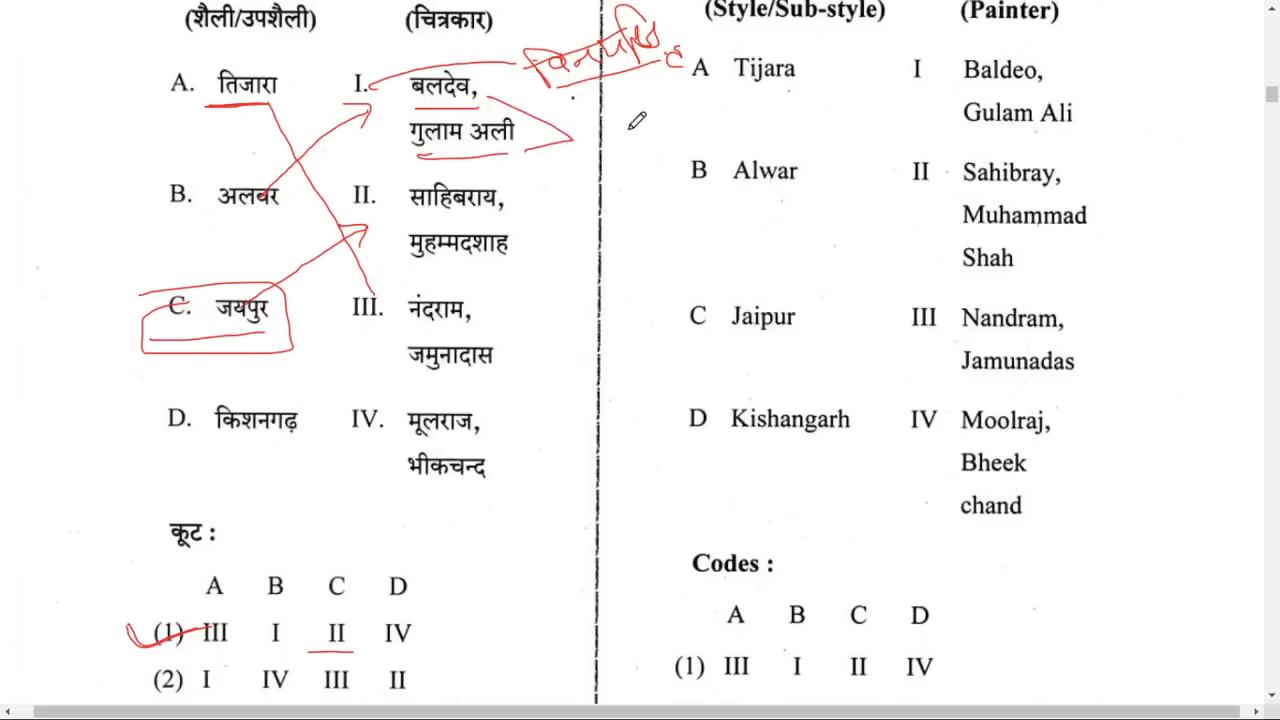 (शैली/उपशैली) (चित्रकार)
A. तिजारा I. बलदेव,
गुलाम अली
B. अलवर II. साहिबराय,
मुहम्मदशाह
C. जयपुर III. नंदराम,
जमुनादास
D. किशनगढ़ IV. मूलराज,
भीकचन्द
कूट :
A B C D
(1) III I II IV
(2) I IV III II
(Style/Sub-style) (Painter)
A Tijara I Baldeo,
Gulam Ali
B Alwar II Sahibray,
Muhammad
Shah
C Jaipur III Nandram,
Jamunadas
D Kishangarh IV Moolraj,
Bheek
chand
Codes :
A B C D
(1) III I II IV